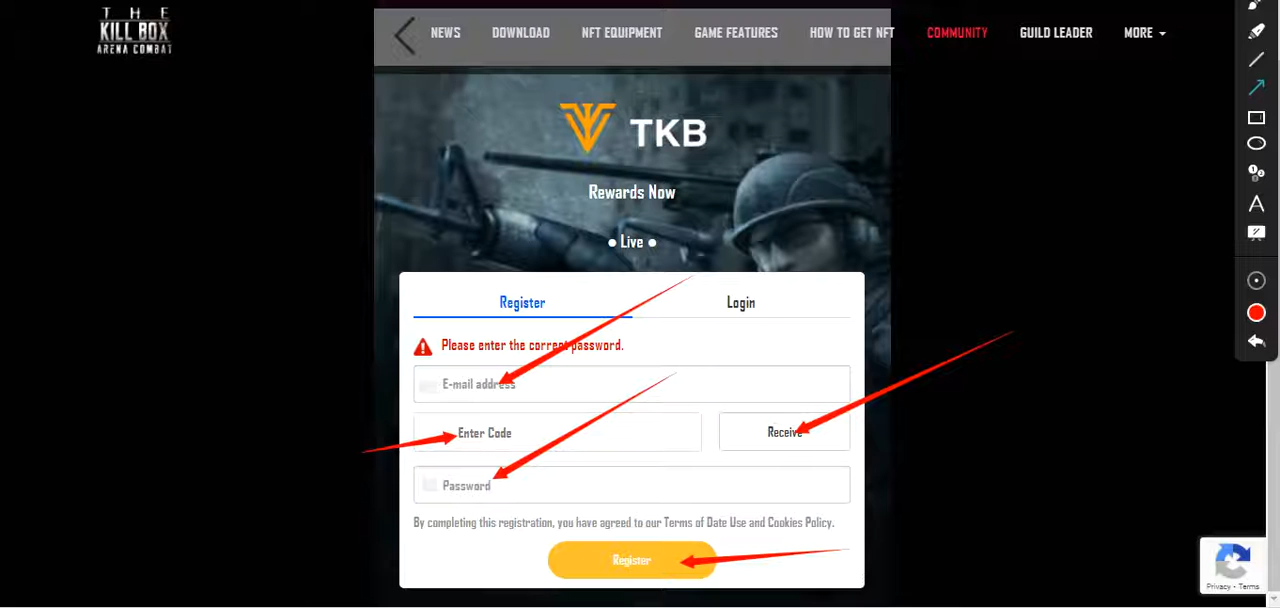 THE
KILL BOX
ARENA COMBAT
NEWS DOWNLOAD NFT EQUIPMENT GAME FEATURES HOW TO GET NFT COMMUNITY GUILD LEADER MORE
TKB
Rewards Now
• Live •
Register Login
Please enter the correct password.
E-mail address
Enter Code Receive
Password
By completing this registration, you have agreed to our Terms of Date Use and Cookies Policy.
Register
Privacy - Terms